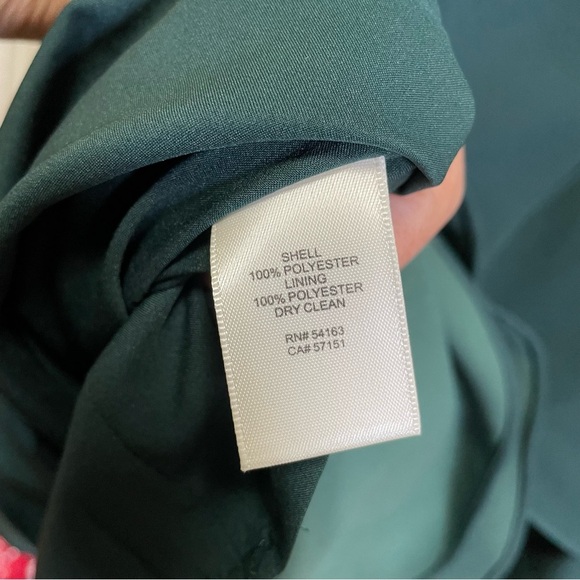 SHELL
100% POLYESTER
LINING
100% POLYESTER
DRY CLEAN
RN# 54163
CA# 57151